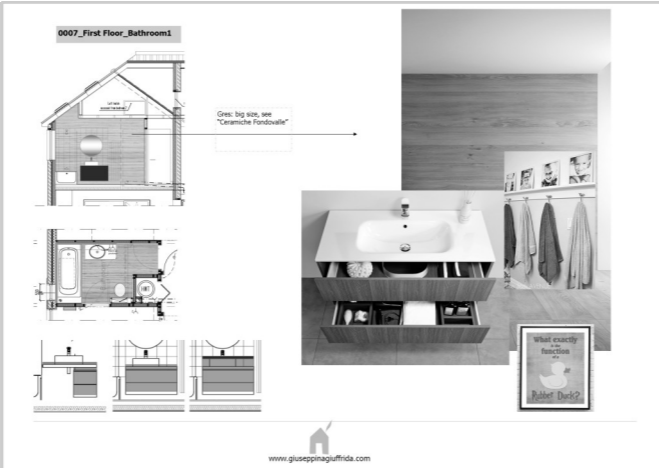 0007_First Floor_Bathroom1
Gres: big size, see
"Ceramiche Fondovalle"
What exactly
is the
function
of a
Rubber Duck?
www.giuseppinagiuffrida.com